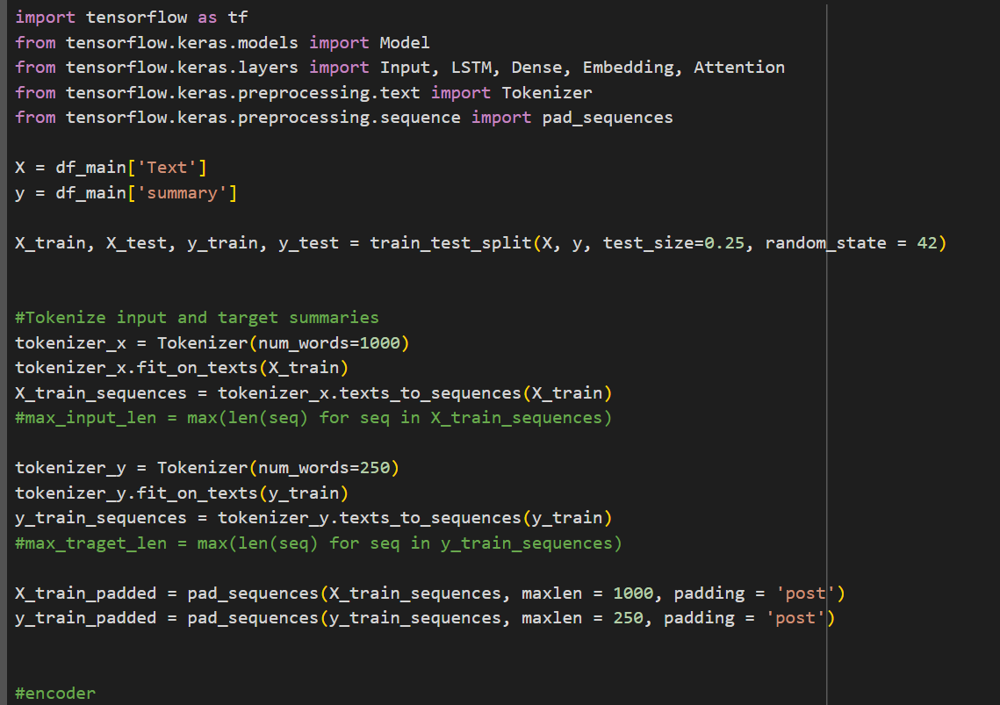 import tensorflow as tf
from tensorflow.keras.models import Model
from tensorflow.keras.layers import Input, LSTM, Dense, Embedding, Attention
from tensorflow.keras.preprocessing.text import Tokenizer
from tensorflow.keras.preprocessing.sequence import pad_sequences
X = df_main['Text']
y = df_main['summary']
X_train, X_test, y_train, y_test = train_test_split(X, y, test_size=0.25, random_state = 42)
#Tokenize input and target summaries
tokenizer_x = Tokenizer(num_words=1000)
tokenizer_x.fit_on_texts(X_train)
X_train_sequences = tokenizer_x.texts_to_sequences(X_train)
#max_input_len = max(len(seq) for seq in X_train_sequences)
tokenizer_y = Tokenizer(num_words=250)
tokenizer_y.fit_on_texts(y_train)
y_train_sequences = tokenizer_y.texts_to_sequences(y_train)
#max_traget_len = max(len(seq) for seq in y_train_sequences)
X_train_padded = pad_sequences(X_train_sequences, maxlen = 1000, padding = 'post')
y_train_padded = pad_sequences(y_train_sequences, maxlen = 250, padding = 'post')
#encoder